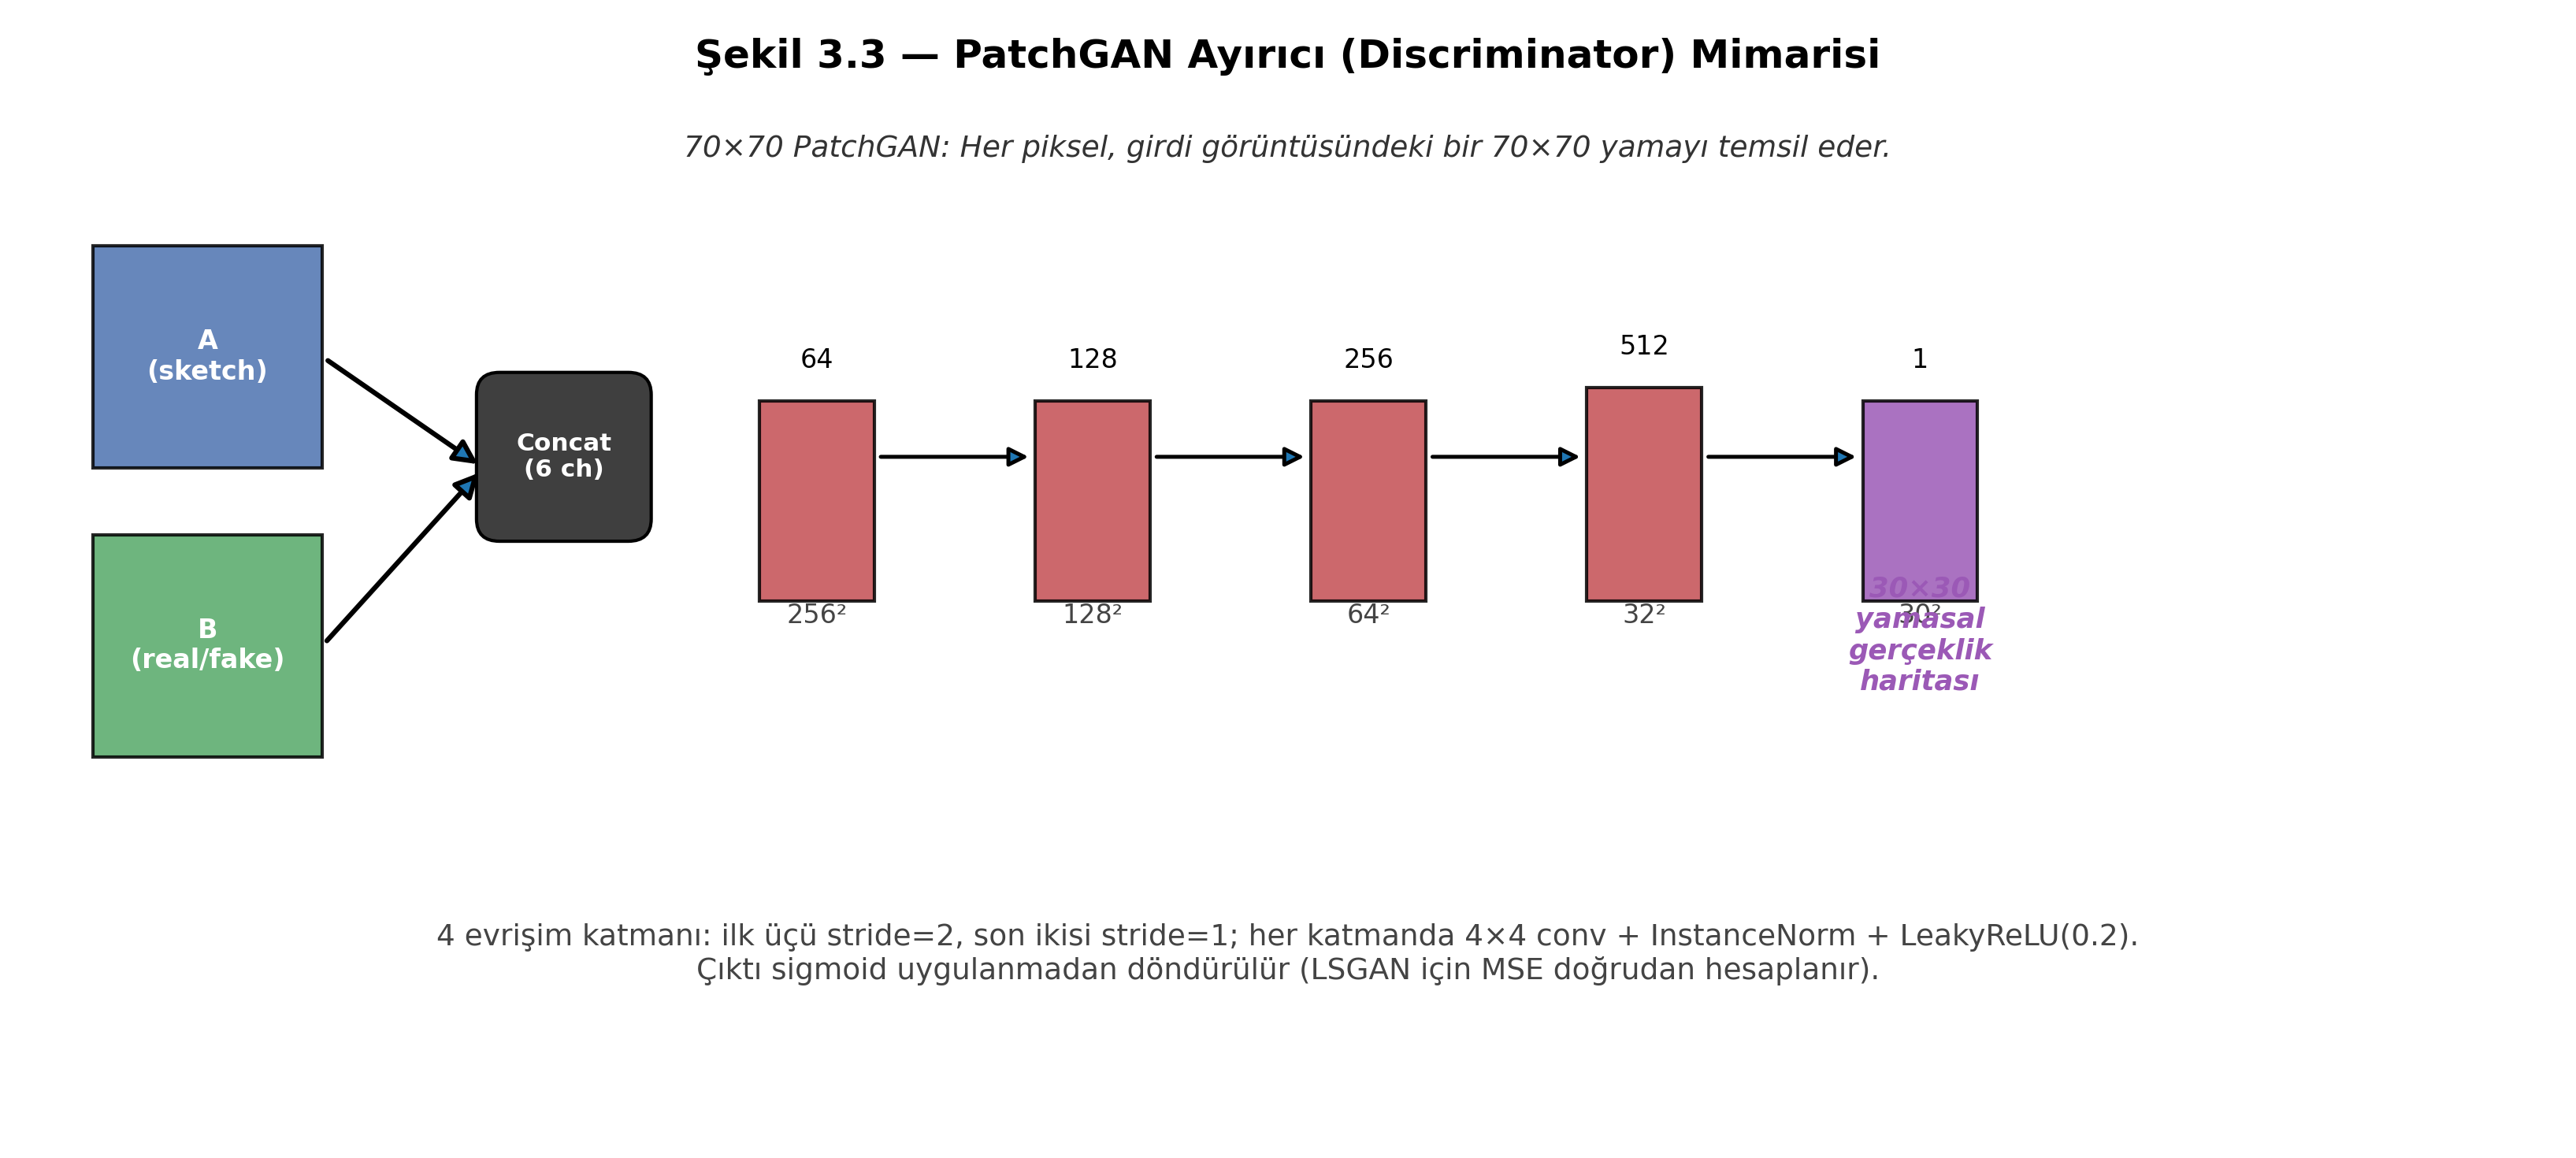 Şekil 3.3 — PatchGAN Ayırıcı (Discriminator) Mimarisi
70×70 PatchGAN: Her piksel, girdi görüntüsündeki bir 70×70 yamayı temsil eder.
A
(sketch)
B
(real/fake)
Concat
(6 ch)
64
128
256
512
1
256²
128²
64²
32²
30²
30×30
yamasal
gerçeklik
haritası
4 evrişim katmanı: ilk üçü stride=2, son ikisi stride=1; her katmanda 4×4 conv + InstanceNorm + LeakyReLU(0.2).
Çıktı sigmoid uygulanmadan döndürülür (LSGAN için MSE doğrudan hesaplanır).